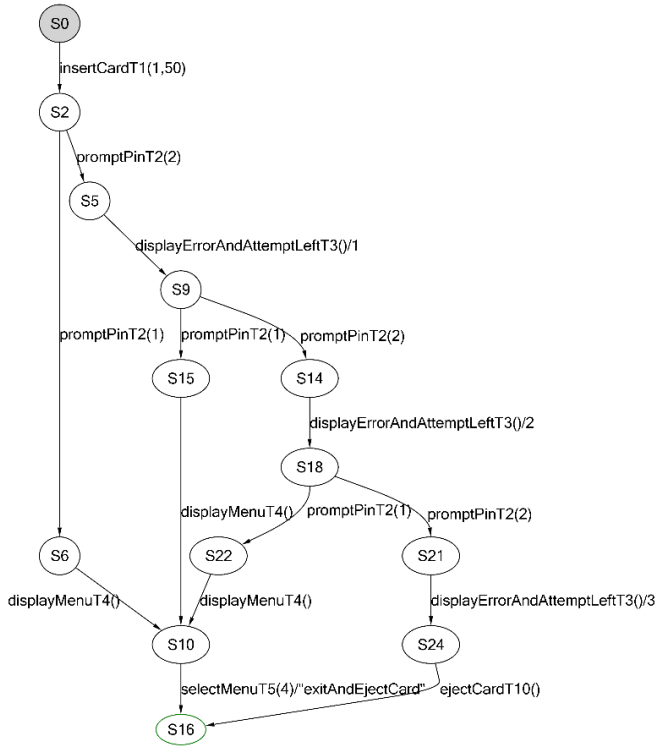 S0
insertCardT1(1,50)
S2
promptPinT2(2)
S5
displayErrorAndAttemptLeftT3()/1
S9
promptPinT2(1)
promptPinT2(1)
promptPinT2(2)
S15
S14
displayErrorAndAttemptLeftT3()/2
S18
displayMenuT4()
promptPinT2(1)
promptPinT2(2)
S6
S22
S21
displayMenuT4()
displayMenuT4()
displayErrorAndAttemptLeftT3()/3
S10
S24
selectMenuT5(4)/"exitAndEjectCard"
ejectCardT10()
S16